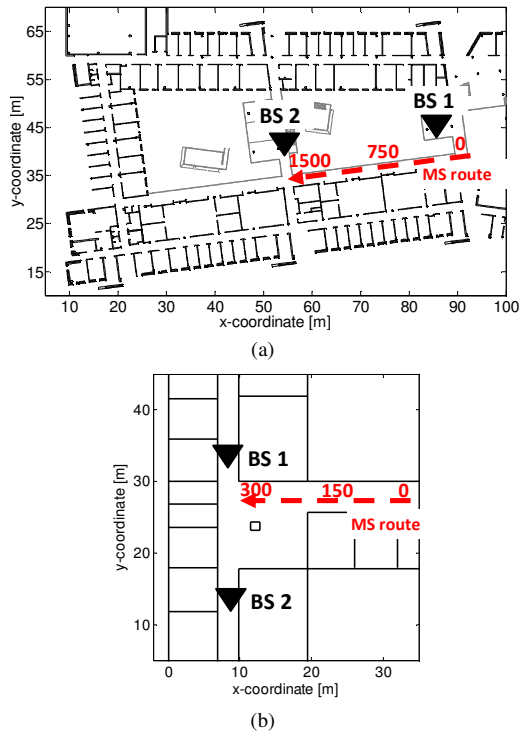 65
55
BS 1
BS 2
45
0
750
1500
35
MS route
25
15
y-coordinate [m]
10 20 30 40 50 60 70 80 90 100
x-coordinate [m]
(a)
40
BS 1
30
300 150 0
MS route
20
BS 2
10
y-coordinate [m]
0 10 20 30
x-coordinate [m]
(b)